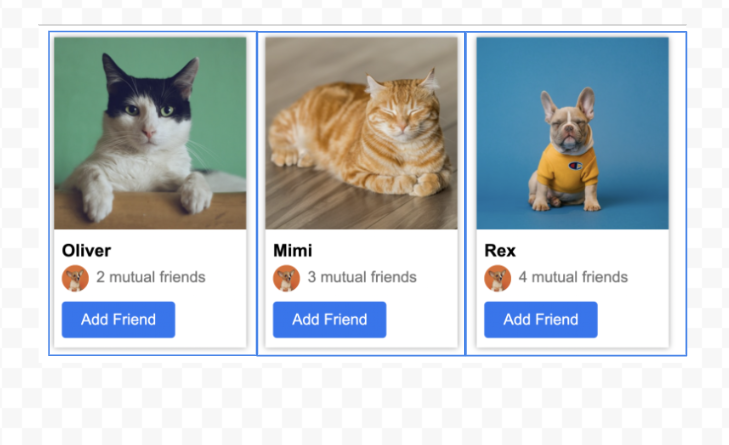 Oliver
2 mutual friends
Add Friend
Mimi
3 mutual friends
Add Friend
Rex
4 mutual friends
Add Friend